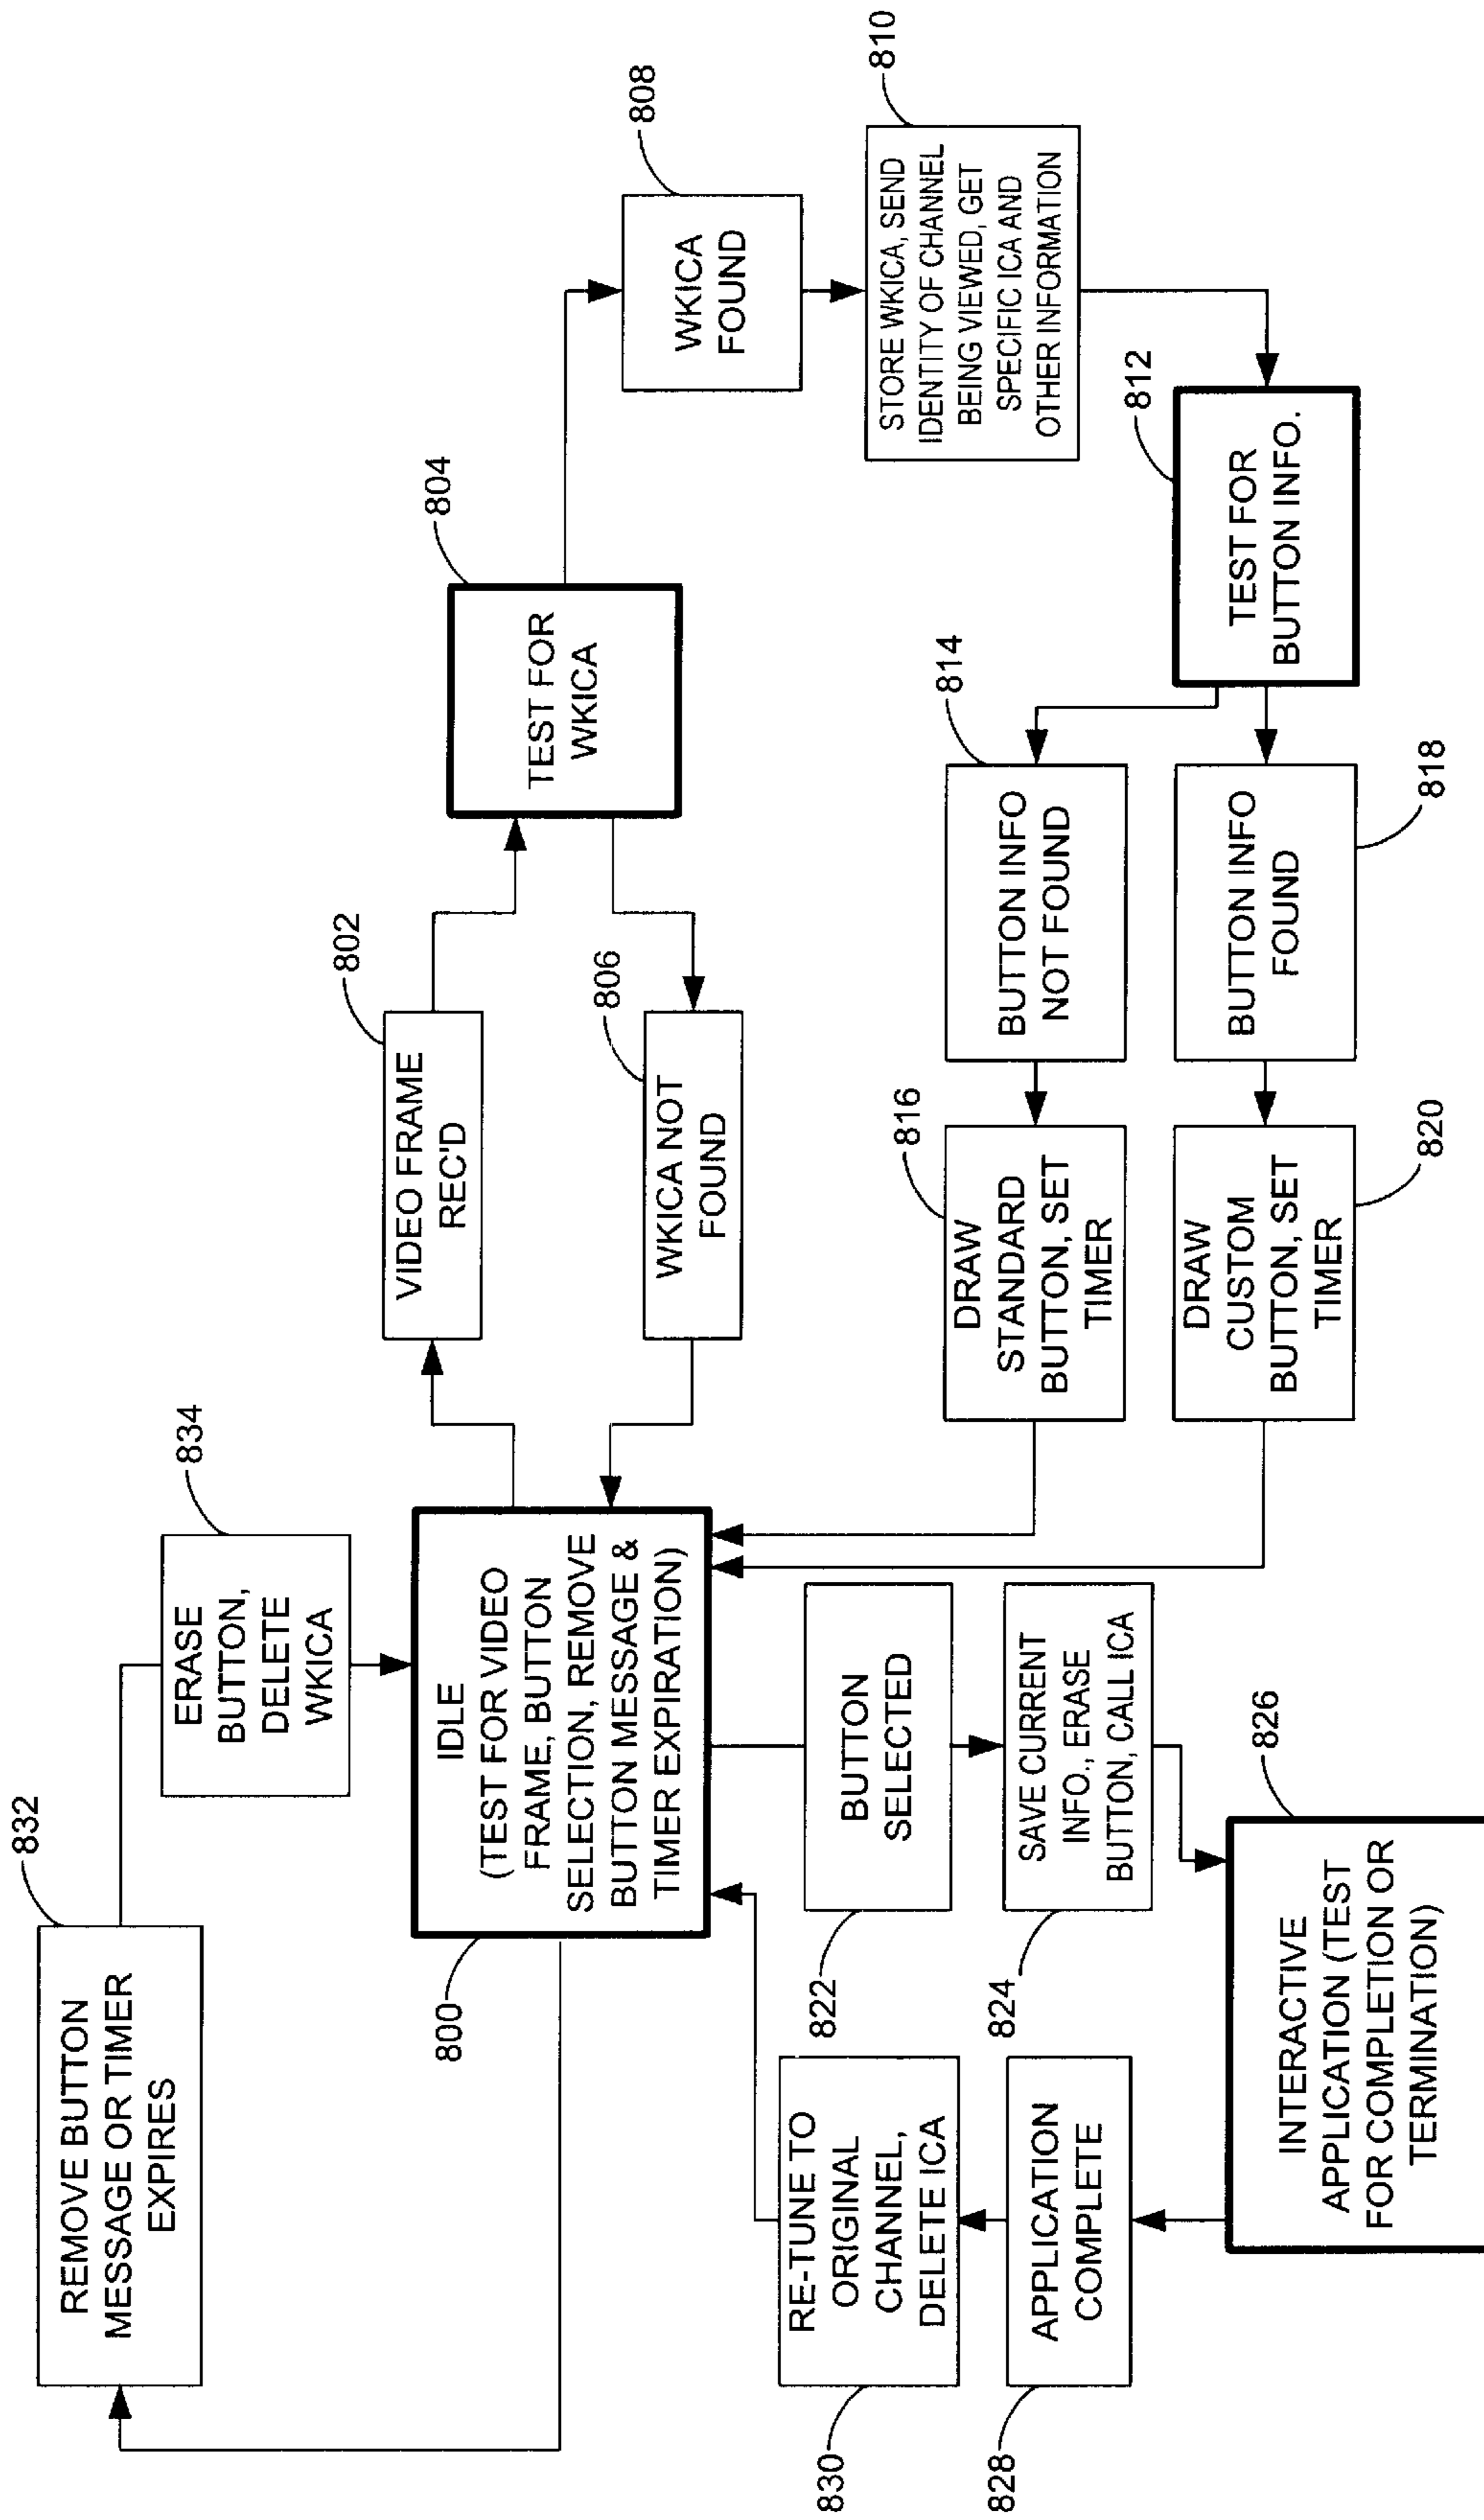 832
REMOVE BUTTON
MESSAGE OR TIMER
EXPIRES
834
ERASE
BUTTON,
DELETE
WKICA
800
IDLE
(TEST FOR VIDEO
FRAME, BUTTON
SELECTION, REMOVE
BUTTON MESSAGE &
TIMER EXPIRATION)
802
VIDEO FRAME
REC'D
804
TEST FOR
WKICA
806
WKICA NOT
FOUND
808
WKICA
FOUND
810
STORE WKICA, SEND
IDENTITY OF CHANNEL
BEING VIEWED, GET
SPECIFIC ICA AND
OTHER INFORMATION
812
TEST FOR
BUTTON INFO.
814
BUTTON INFO
NOT FOUND
816
DRAW
STANDARD
BUTTON, SET
TIMER
818
BUTTON INFO
FOUND
820
DRAW
CUSTOM
BUTTON, SET
TIMER
822
BUTTON
SELECTED
824
SAVE CURRENT
INFO., ERASE
BUTTON, CALL ICA
826
INTERACTIVE
APPLICATION (TEST
FOR COMPLETION OR
TERMINATION)
828
APPLICATION
COMPLETE
830
RE-TUNE TO
ORIGINAL
CHANNEL,
DELETE ICA